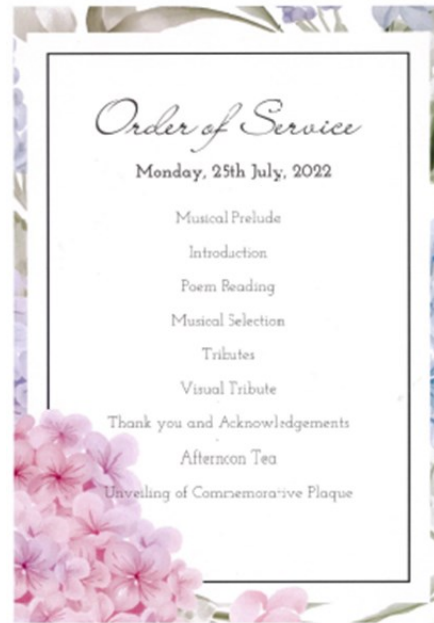 Order of Service
Monday, 25th July, 2022
Musical Prelude
Introduction
Poem Reading
Musical Selection
Tributes
Visual Tribute
Thank you and Acknowledgements
Afternoon Tea
Unveiling of Commemorative Plaque